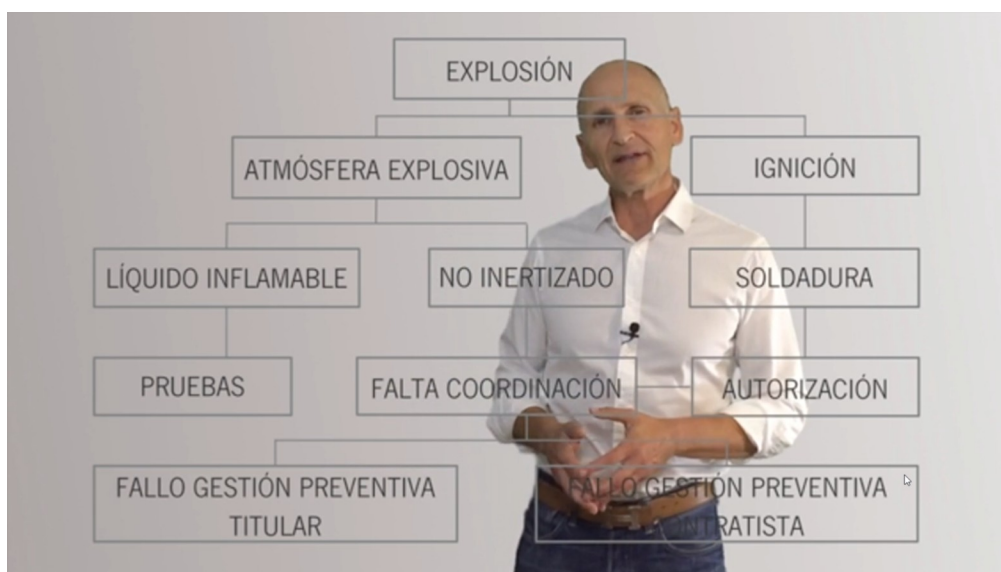 EXPLOSIÓN
ATMÓSFERA EXPLOSIVA
IGNICIÓN
LÍQUIDO INFLAMABLE
NO INERTIZADO
SOLDADURA
PRUEBAS
FALTA COORDINACIÓN
AUTORIZACIÓN
FALLO GESTIÓN PREVENTIVA
TITULAR
FALLO GESTIÓN PREVENTIVA
CONTRATISTA